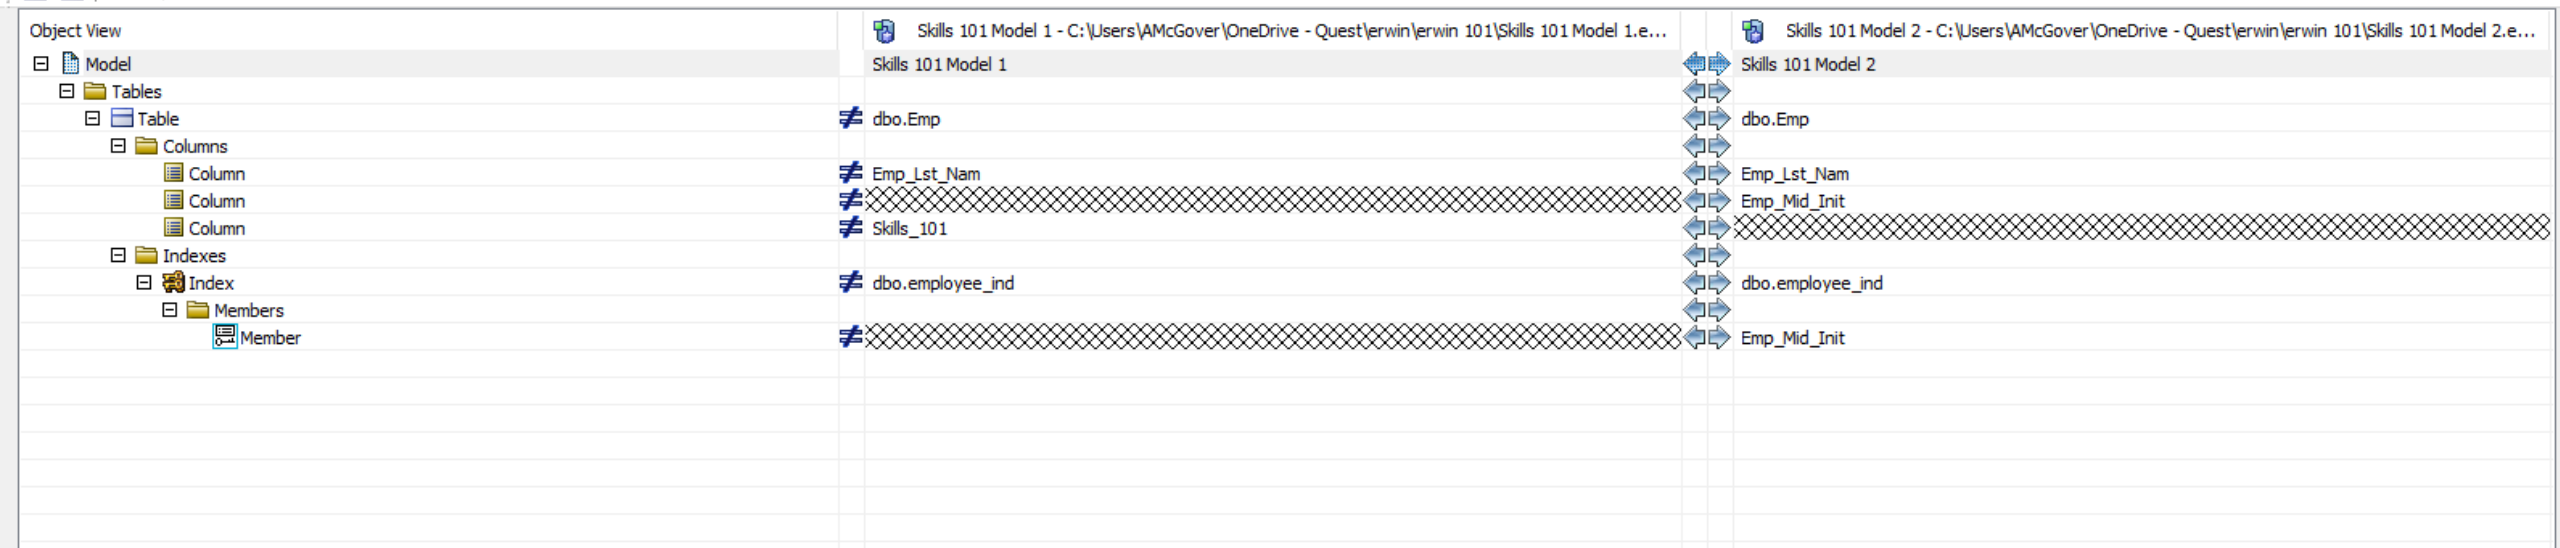 Object View Skills 101 Model 1 - C:\Users\AMcGover\OneDrive - Quest\erwin\erwin 101\Skills 101 Model 1.e... Skills 101 Model 2 - C:\Users\AMcGover\OneDrive - Quest\erwin\erwin 101\Skills 101 Model 2.e...
Model Skills 101 Model 1 Skills 101 Model 2
Tables
Table ≠ dbo.Emp dbo.Emp
Columns
Column ≠ Emp_Lst_Nam Emp_Lst_Nam
Column ≠ Emp_Mid_Init
Column ≠ Skills_101
Indexes
Index ≠ dbo.employee_ind dbo.employee_ind
Members
Member ≠ Emp_Mid_Init